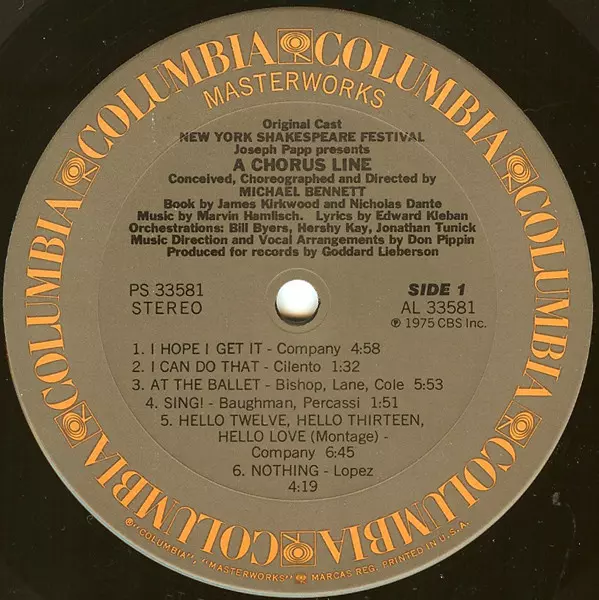 COLUMBIA COLUMBIA COLUMBIA COLUMBIA COLUMBIA COLUMBIA COLUMBIA
MASTERWORKS
Original Cast
NEW YORK SHAKESPEARE FESTIVAL
Joseph Papp presents
A CHORUS LINE
Conceived, Choreographed and Directed by
MICHAEL BENNETT
Book by James Kirkwood and Nicholas Dante
Music by Marvin Hamlisch. Lyrics by Edward Kleban
Orchestrations: Bill Byers, Hershy Kay, Jonathan Tunick
Music Direction and Vocal Arrangements by Don Pippin
Produced for records by Goddard Lieberson
PS 33581
STEREO
SIDE 1
AL 33581
℗ 1975 CBS Inc.
1. I HOPE I GET IT - Company 4:58
2. I CAN DO THAT - Cilento 1:32
3. AT THE BALLET - Bishop, Lane, Cole 5:53
4. SING! - Baughman, Percassi 1:51
5. HELLO TWELVE, HELLO THIRTEEN,
HELLO LOVE (Montage) -
Company 6:45
6. NOTHING - Lopez
4:19
®"COLUMBIA", "MASTERWORKS" MARCAS REG. PRINTED IN U.S.A.